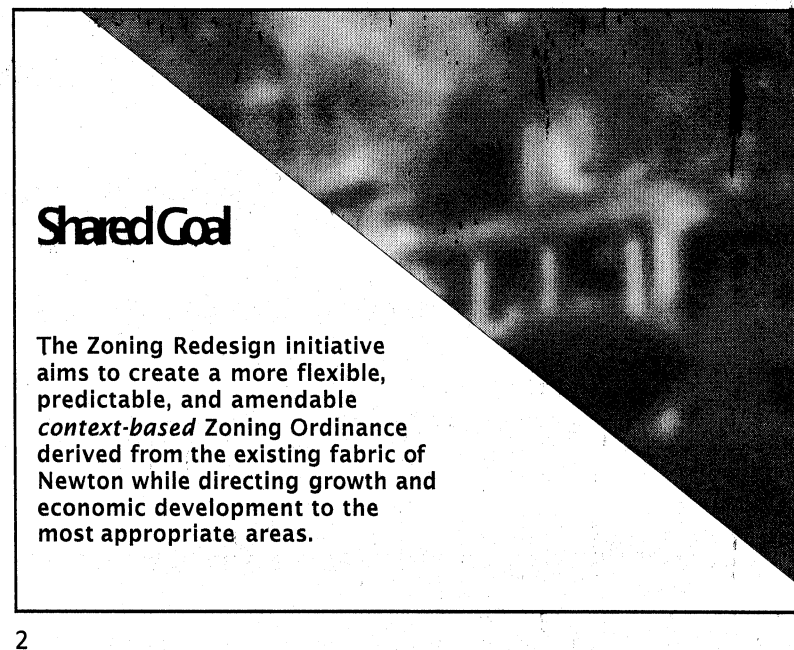 Shared Goal
The Zoning Redesign initiative
aims to create a more flexible,
predictable, and amendable
context-based Zoning Ordinance
derived from the existing fabric of
Newton while directing growth and
economic development to the
most appropriate areas.
2